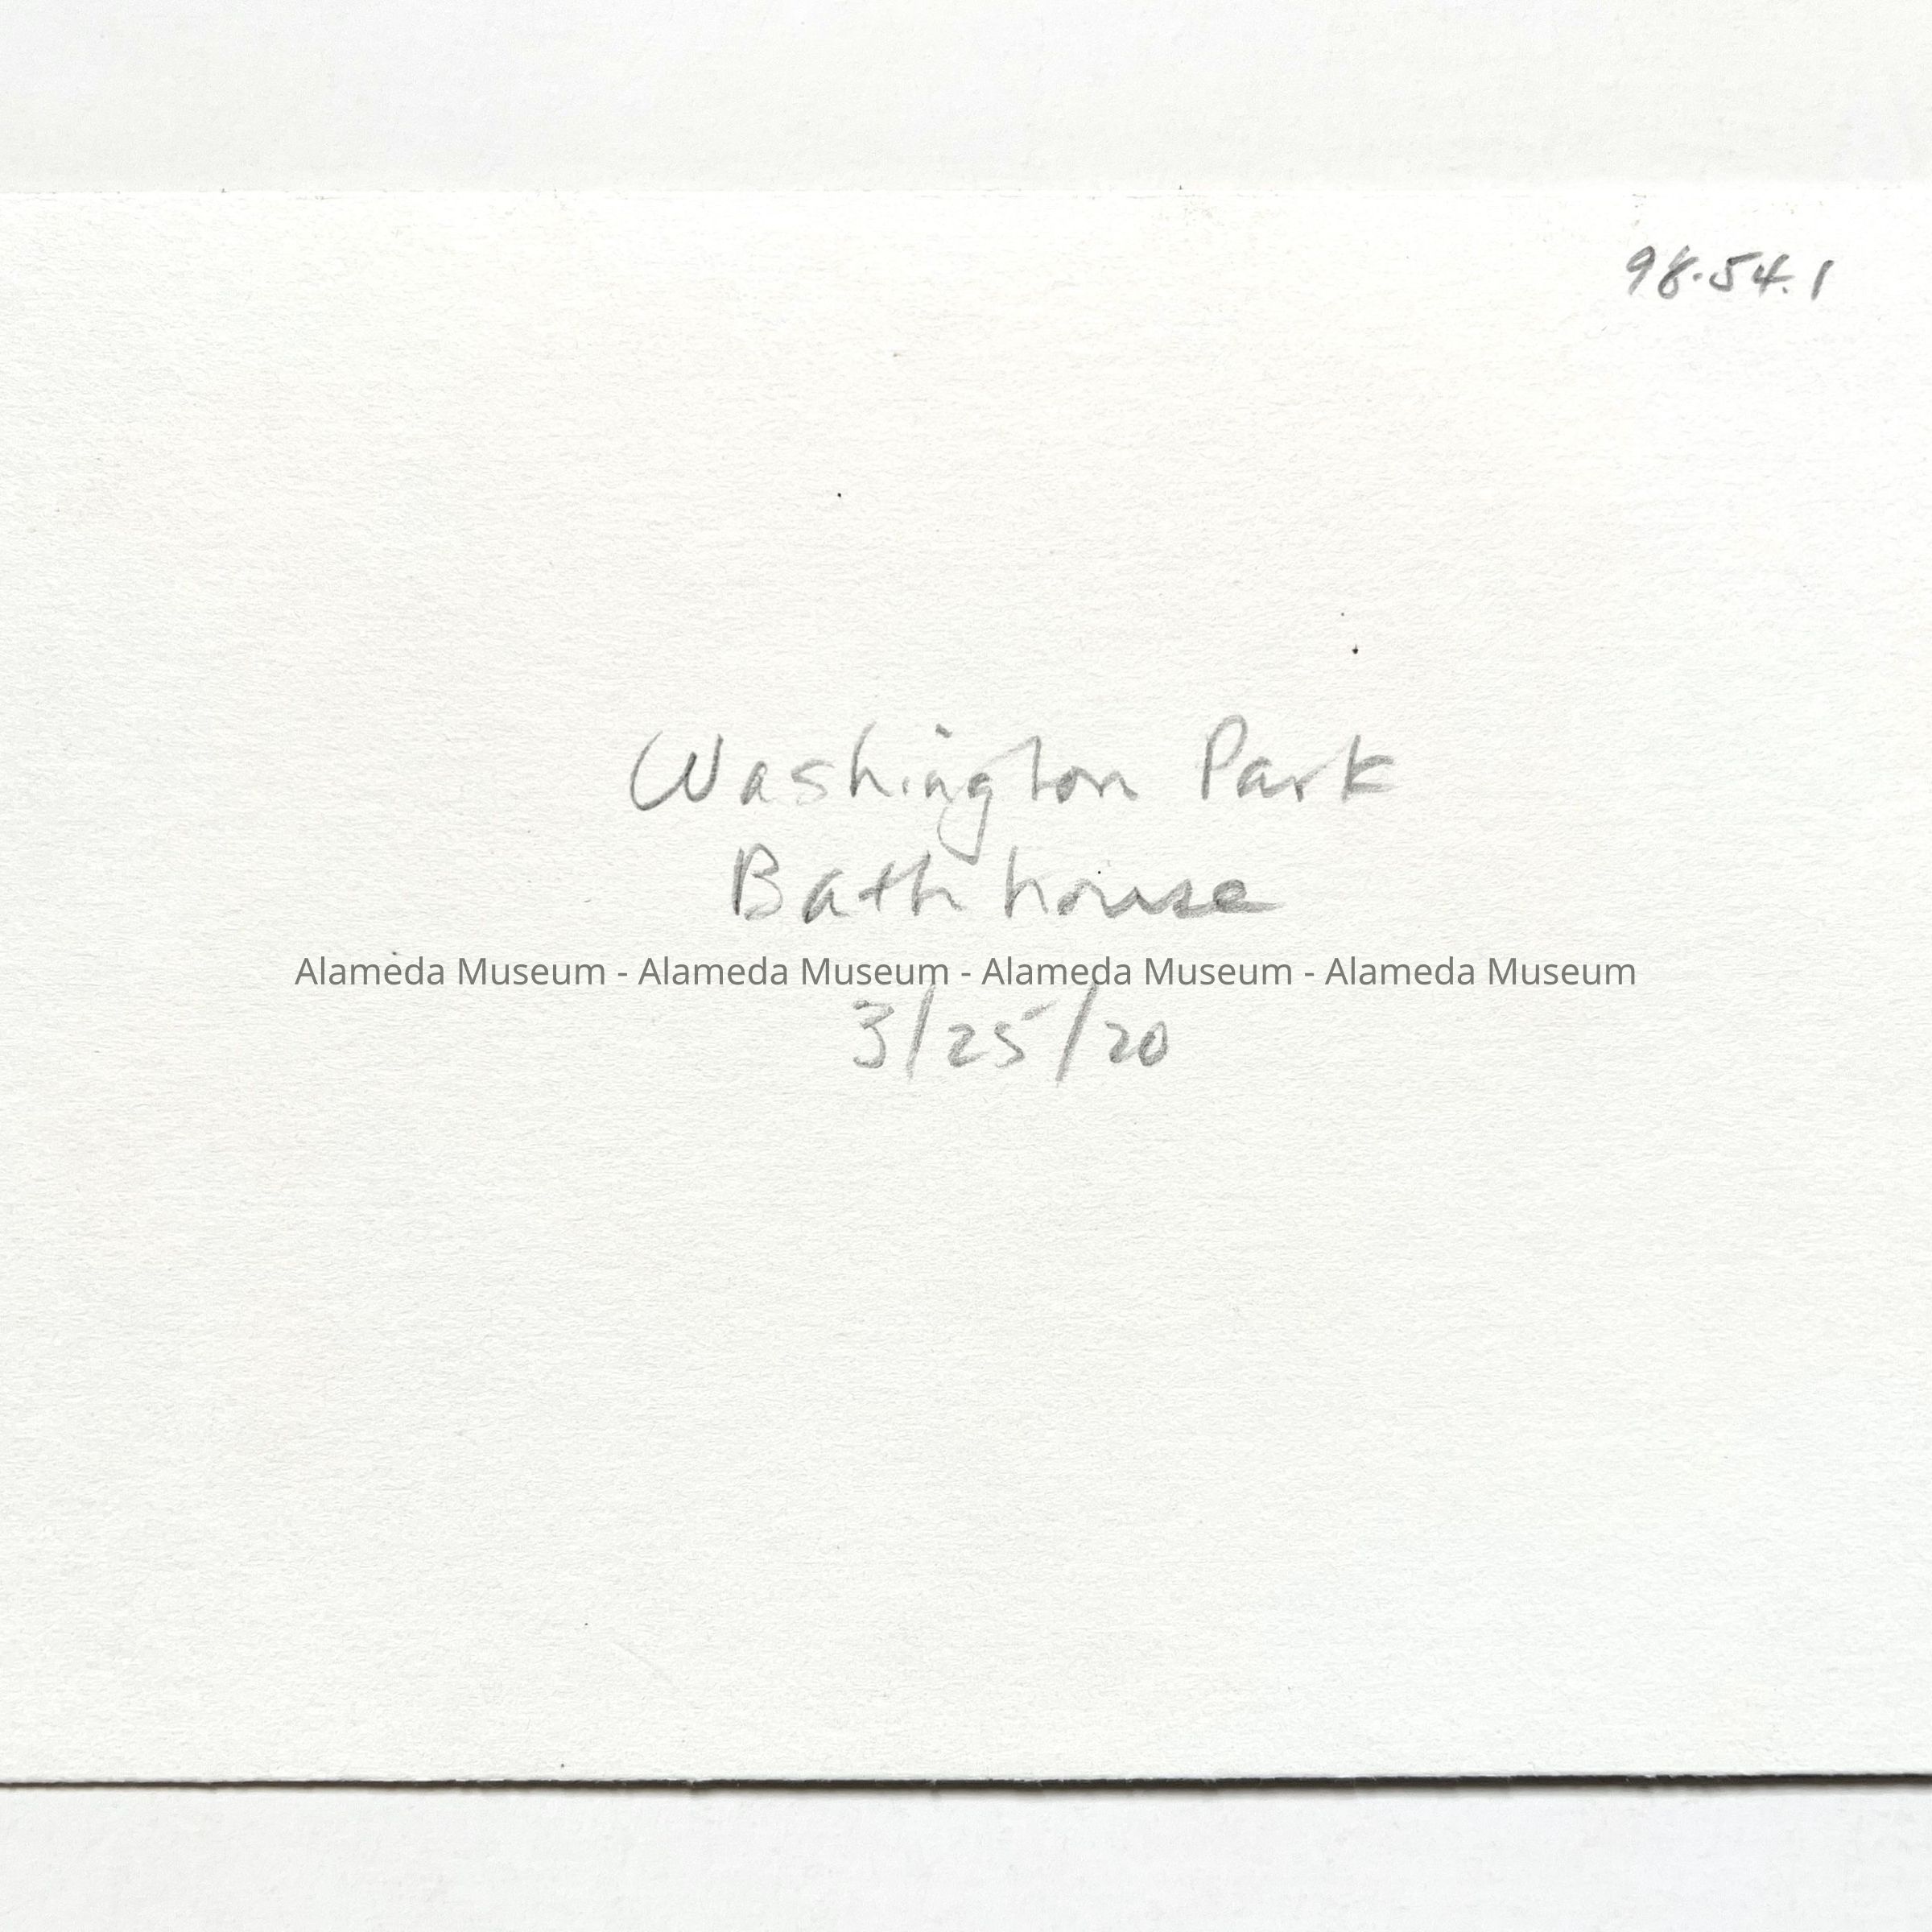 98.54.1
Washington Park
Bathhouse
Alameda Museum - Alameda Museum - Alameda Museum - Alameda Museum
3/25/20